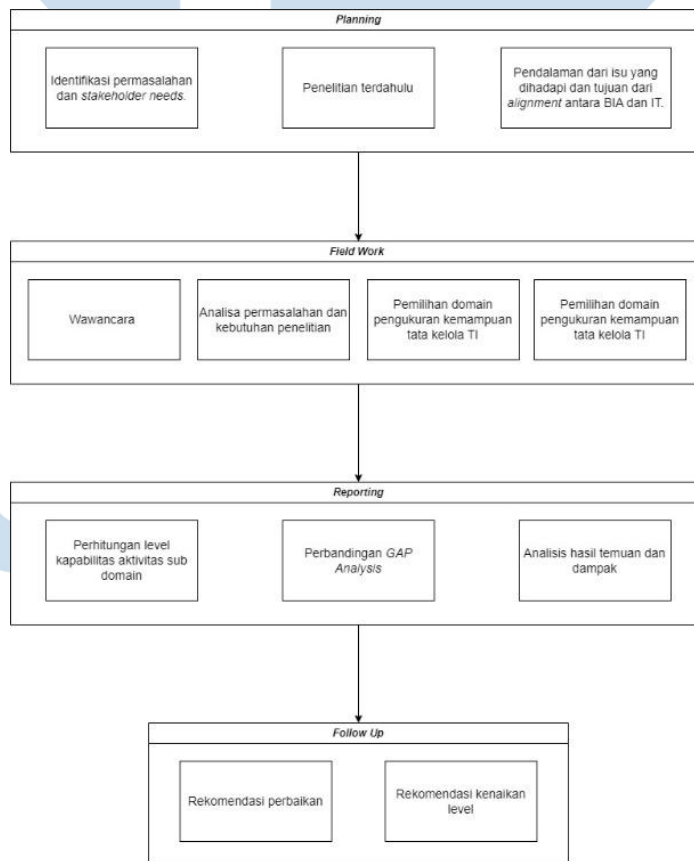 Planning
Identifikasi permasalahan
dan stakeholder needs.
Penelitian terdahulu
Pendalaman dari isu yang
dihadapi dan tujuan dari
alignment antara BIA dan IT.
Field Work
Wawancara
Analisa permasalahan dan
kebutuhan penelitian
Pemilihan domain
pengukuran kemampuan
tata kelola TI
Pemilihan domain
pengukuran kemampuan
tata kelola TI
Reporting
Perhitungan level
kapabilitas aktivitas sub
domain
Perbandingan GAP
Analysis
Analisis hasil temuan dan
dampak
Follow Up
Rekomendasi perbaikan
Rekomendasi kenaikan
level